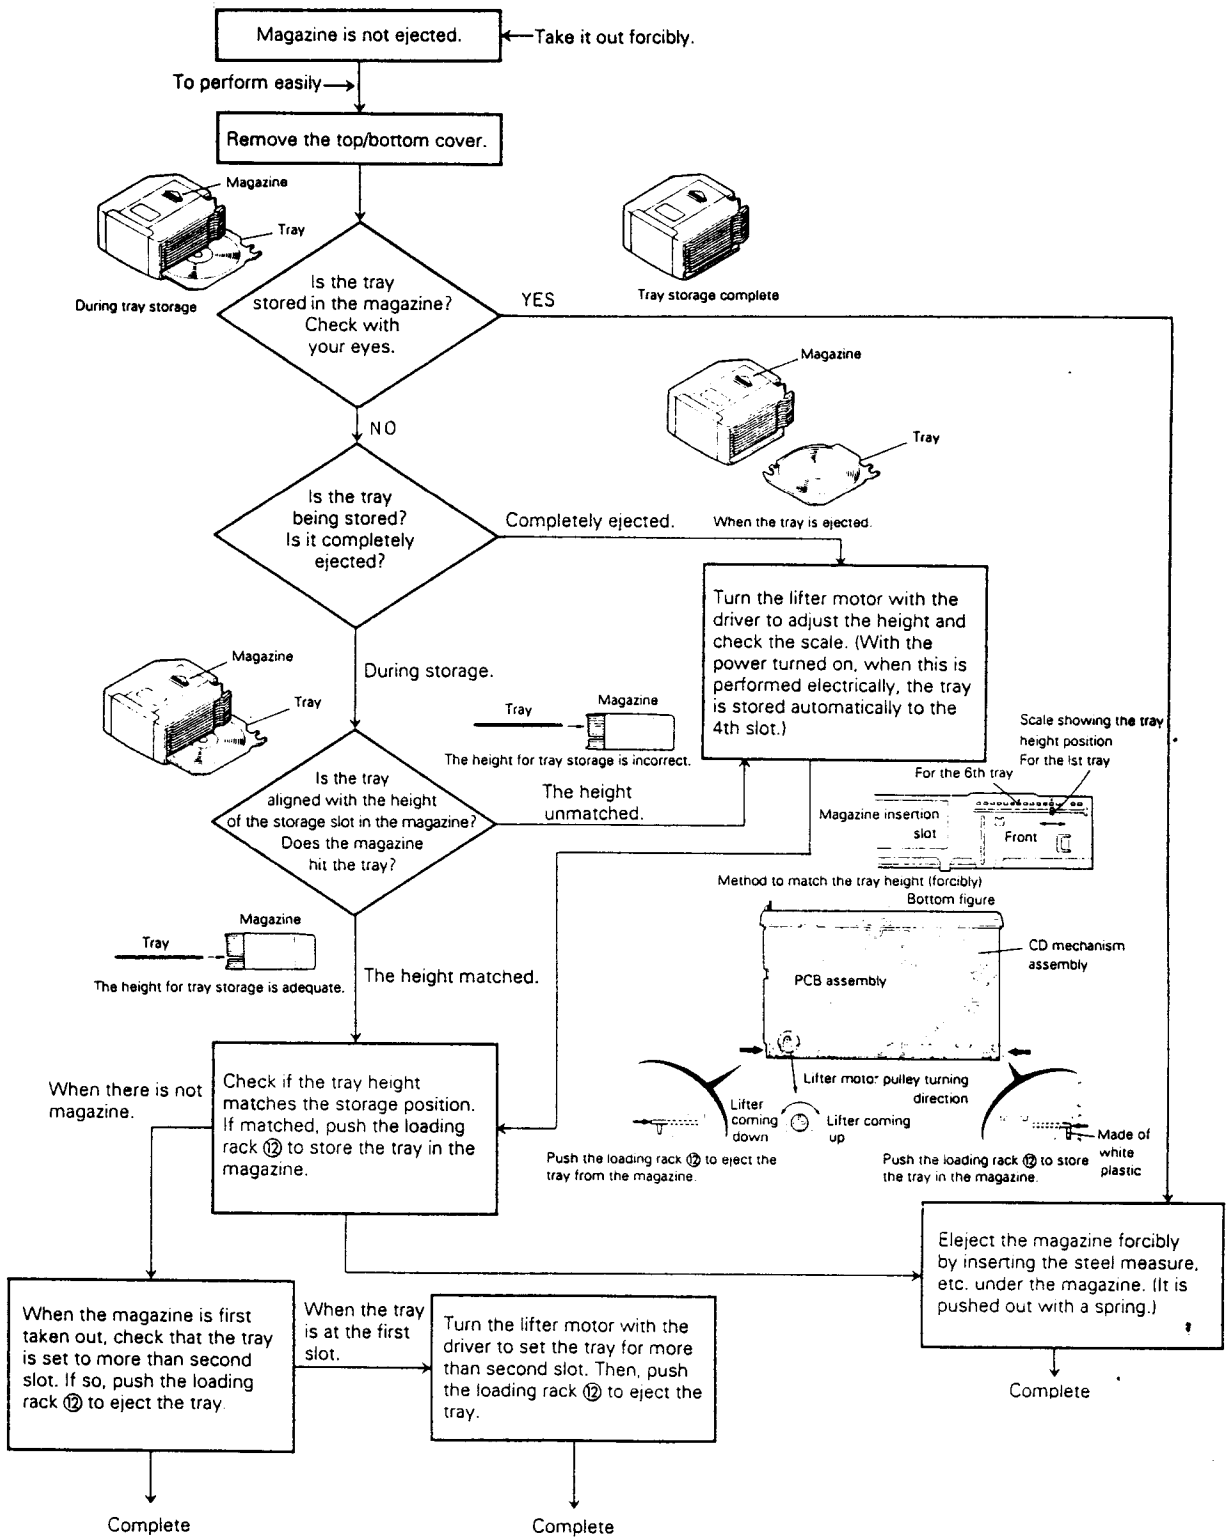 Magazine is not ejected.
Take it out forcibly.
To perform easily
Remove the top/bottom cover.
Magazine
Tray
During tray storage
Tray storage complete
Is the tray
stored in the magazine?
Check with
your eyes.
YES
NO
Magazine
Tray
When the tray is ejected.
Is the tray
being stored?
Is it completely
ejected?
Completely ejected.
Turn the lifter motor with the
driver to adjust the height and
check the scale. (With the
power turned on, when this is
performed electrically, the tray
is stored automatically to the
4th slot.)
During storage.
Magazine
Tray
Tray
Magazine
The height for tray storage is incorrect.
Scale showing the tray
height position
For the lst tray
For the 6th tray
Magazine insertion
slot
Front
Is the tray
aligned with the height
of the storage slot in the magazine?
Does the magazine
hit the tray?
The height
unmatched.
Method to match the tray height (forcibly)
Bottom figure
CD mechanism
assembly
PCB assembly
Tray
Magazine
The height for tray storage is adequate.
The height matched.
Lifter motor pulley turning
direction
Lifter
coming
down
Lifter coming
up
Made of
white
plastic
Push the loading rack ⑫ to eject the
tray from the magazine.
Push the loading rack ⑫ to store
the tray in the magazine.
When there is not
magazine.
Check if the tray height
matches the storage position.
If matched, push the loading
rack ⑫ to store the tray in the
magazine.
Eleject the magazine forcibly
by inserting the steel measure,
etc. under the magazine. (It is
pushed out with a spring.)
When the magazine is first
taken out, check that the tray
is set to more than second
slot. If so, push the loading
rack ⑫ to eject the tray.
When the tray
is at the first
slot.
Turn the lifter motor with the
driver to set the tray for more
than second slot. Then, push
the loading rack ⑫ to eject the
tray.
Complete
Complete
Complete